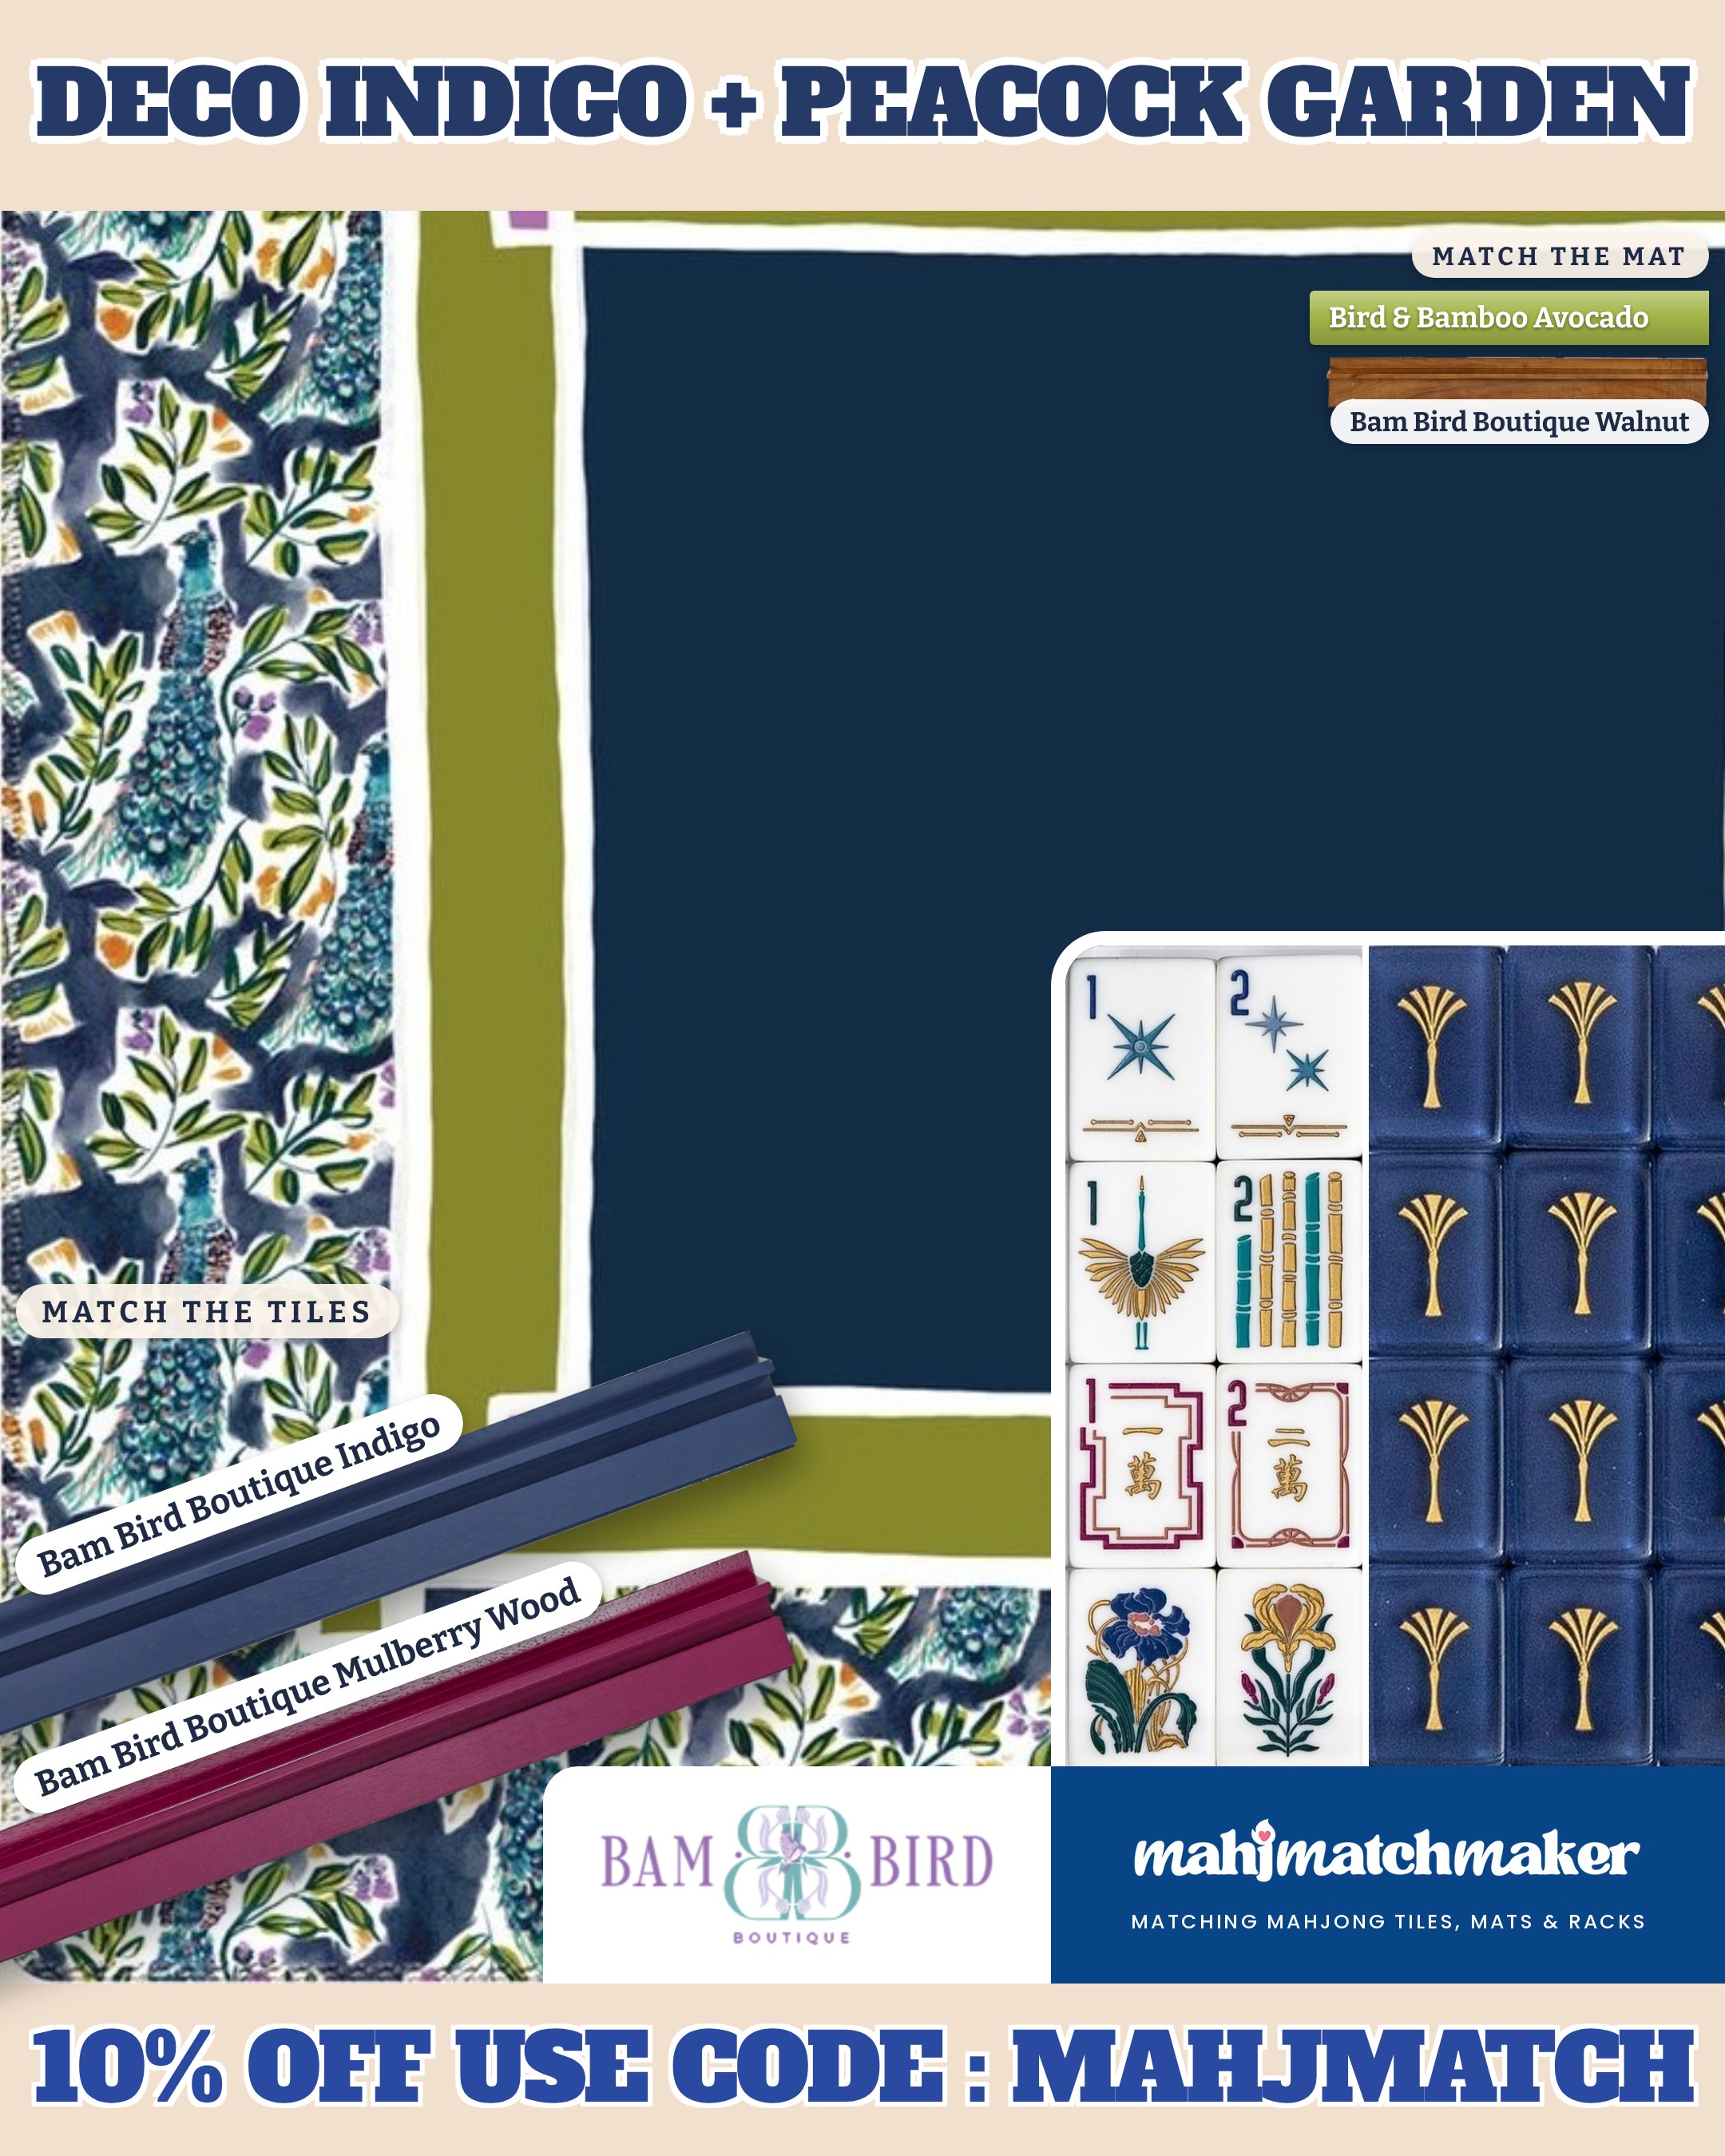 DECO INDIGO + PEACOCK GARDEN
MATCH THE MAT
Bird & Bamboo Avocado
Bam Bird Boutique Walnut
1 2
1 2
1 2
一 二
萬 萬
MATCH THE TILES
Bam Bird Boutique Indigo
Bam Bird Boutique Mulberry Wood
BAM BIRD
BOUTIQUE
mahjmatchmaker
MATCHING MAHJONG TILES, MATS & RACKS
10% OFF USE CODE : MAHJMATCH